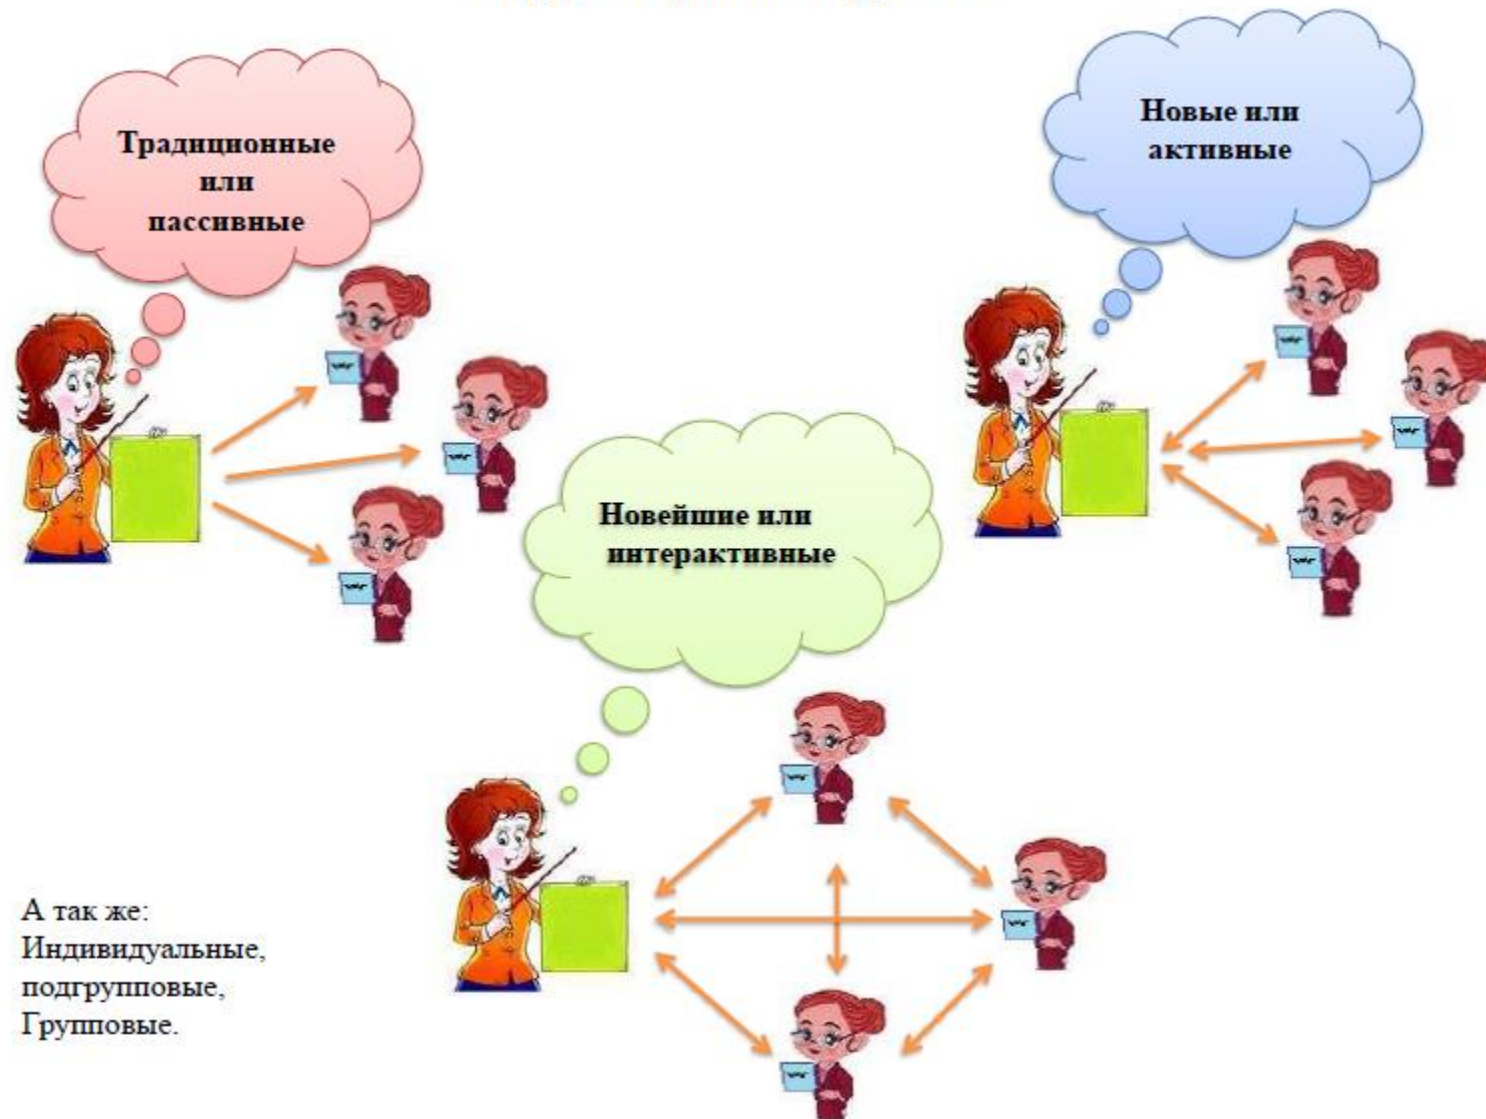 Традиционные
или
пассивные
Новые или
активные
Новейшие или
интерактивные
А так же:
Индивидуальные,
подгрупповые,
Групповые.